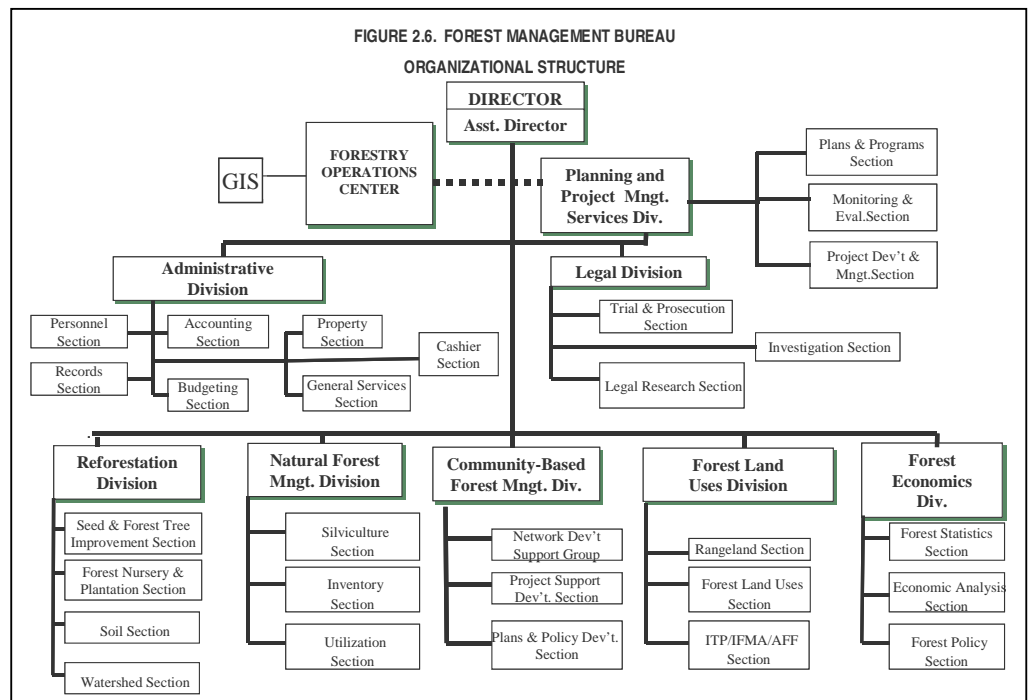 FIGURE 2.6. FOREST MANAGEMENT BUREAU
ORGANIZATIONAL STRUCTURE
DIRECTOR
Asst. Director
GIS
FORESTRY
OPERATIONS
CENTER
Planning and
Project Mngt.
Services Div.
Plans & Programs
Section
Monitoring &
Eval.Section
Project Dev't &
Mngt.Section
Administrative
Division
Legal Division
Personnel
Section
Accounting
Section
Property
Section
Cashier
Section
Records
Section
Budgeting
Section
General Services
Section
Trial & Prosecution
Section
Investigation Section
Legal Research Section
Reforestation
Division
Natural Forest
Mngt. Division
Community-Based
Forest Mngt. Div.
Forest Land
Uses Division
Forest
Economics
Div.
Seed & Forest Tree
Improvement Section
Forest Nursery &
Plantation Section
Soil Section
Watershed Section
Silviculture
Section
Inventory
Section
Utilization
Section
Network Dev't
Support Group
Project Support
Dev't. Section
Plans & Policy Dev't.
Section
Rangeland Section
Forest Land Uses
Section
ITP/IFMA/AFF
Section
Forest Statistics
Section
Economic Analysis
Section
Forest Policy
Section